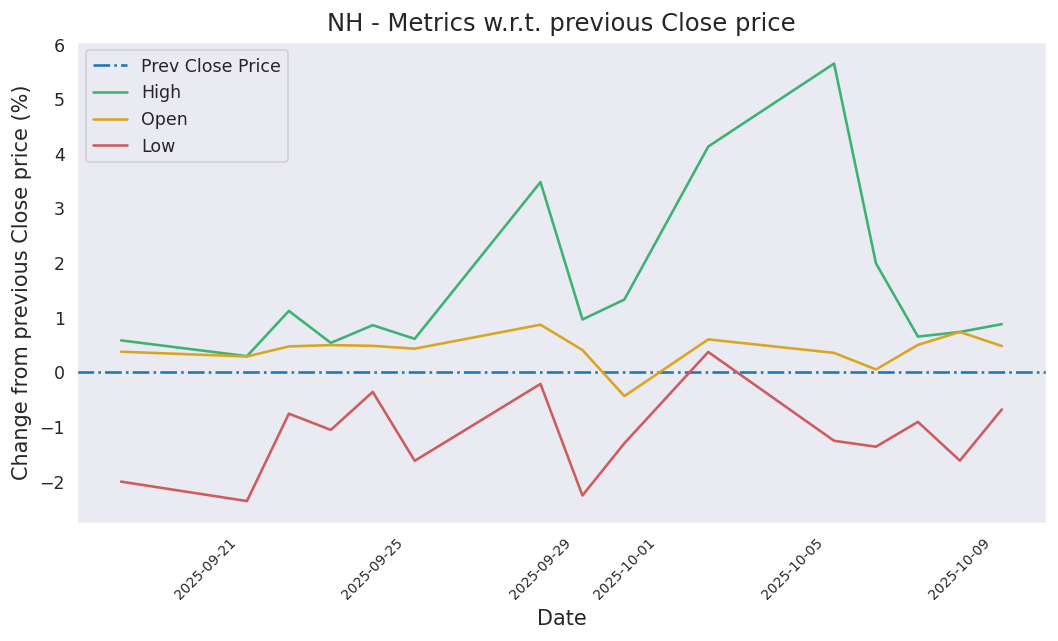 NH - Metrics w.r.t. previous Close price
Change from previous Close price (%)
6
5
4
3
2
1
0
−1
−2
Prev Close Price
High
Open
Low
2025-09-21
2025-09-25
2025-09-29
2025-10-01
2025-10-05
2025-10-09
Date